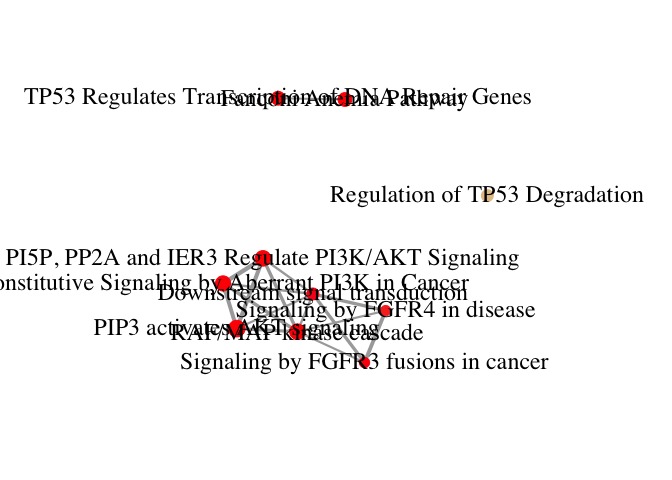 TP53 Regulates Transcription of DNA Repair Genes
Fanconi Anemia Pathway
Regulation of TP53 Degradation
PI5P, PP2A and IER3 Regulate PI3K/AKT Signaling
onstitutive Signaling by Aberrant PI3K in Cancer
Downstream signal transduction
Signaling by FGFR4 in disease
PIP3 activates AKT signaling
RAF/MAP kinase cascade
Signaling by FGFR3 fusions in cancer